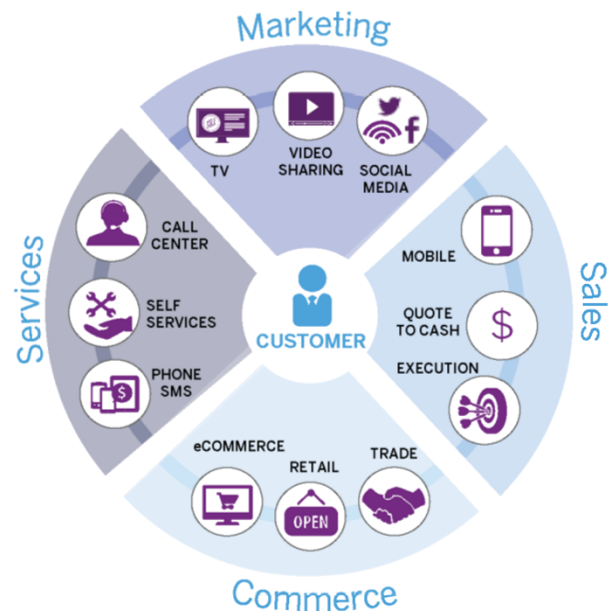 Marketing
TV
VIDEO
SHARING
SOCIAL
MEDIA
f
Sales
MOBILE
QUOTE
TO CASH
$
EXECUTION
Commerce
eCOMMERCE
RETAIL
OPEN
TRADE
Services
CALL
CENTER
SELF
SERVICES
PHONE
SMS
$
CUSTOMER